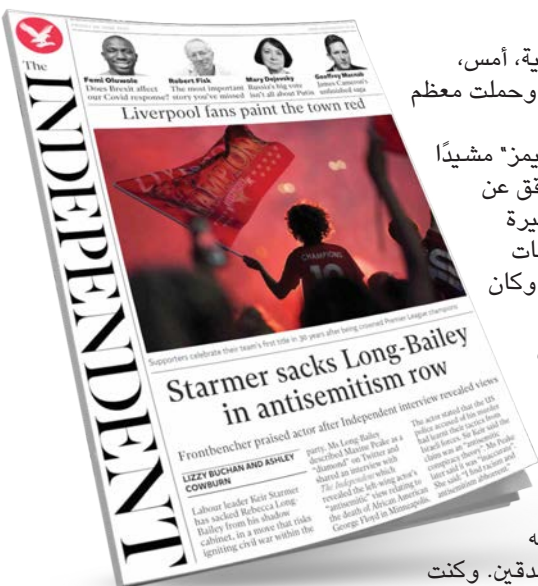 The
INDEPENDENT
Femi Oluwole
Does Brexit affect
our Covid response?
Robert Fisk
The most important
story you've missed
Mary Dejevsky
Russia's big vote
isn't all about Putin
Geoffrey Macnab
James Cameron's
unfinished saga
Liverpool fans paint the town red
CHAMPIONS
Supporters celebrate their team's first title in 30 years after being crowned Premier League champions
Starmer sacks Long-Bailey
in antisemitism row
Frontbencher praised actor after Independent interview revealed views
LIZZY BUCHAN AND ASHLEY
COWBURN
Labour leader Keir Starmer
has sacked Rebecca Long-
Bailey from his shadow
cabinet, in a move that risks
igniting civil war within the
party. Ms Long-Bailey
described Maxine Peake as a
"diamond" on Twitter and
shared an interview with
The Independent which
revealed the left-wing actor's
"antisemitic" view relating to
the death of African American
George Floyd in Minneapolis.
The actor stated that the US
police accused of his murder
had learnt their tactics from
Israeli forces. Sir Keir said the
claim was an "antisemitic
conspiracy theory". Ms Peake
later said it was "inaccurate".
She said: "I find racism and
antisemitism abhorrent."
ية، أمس،
وحملت معظم
يمز" مشيدًا
قق عن
يرة
ات
وكان
ه
دقين. وكنت